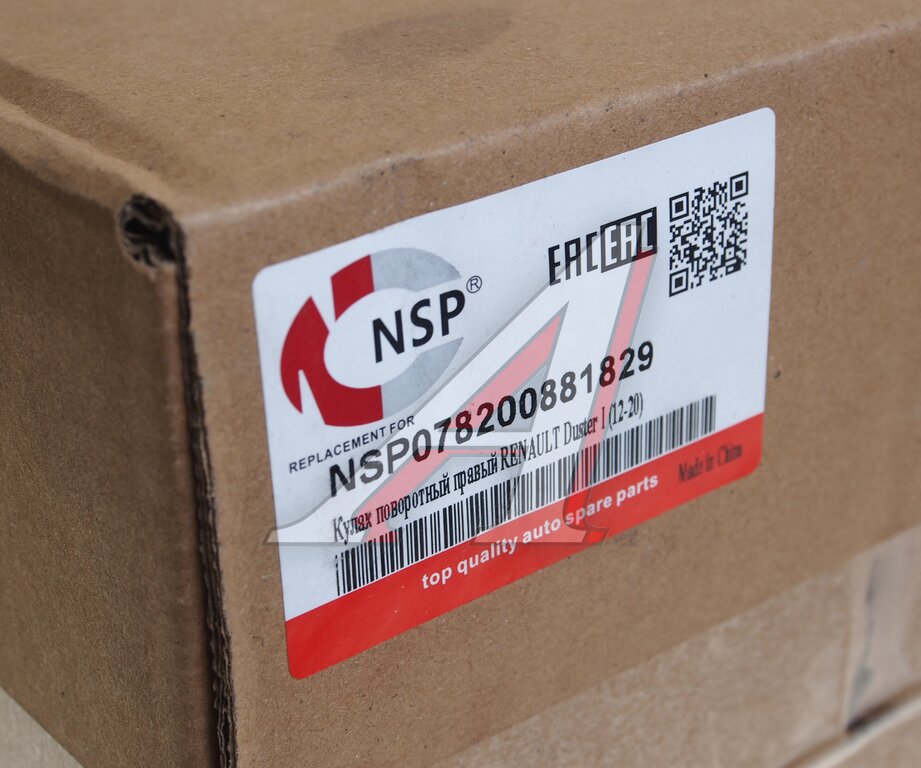 NSP®
EAC EAC
REPLACEMENT FOR
NSP078200881829
Кулак поворотный правый RENAULT Duster I (12-20)
top quality auto spare parts
Made in China